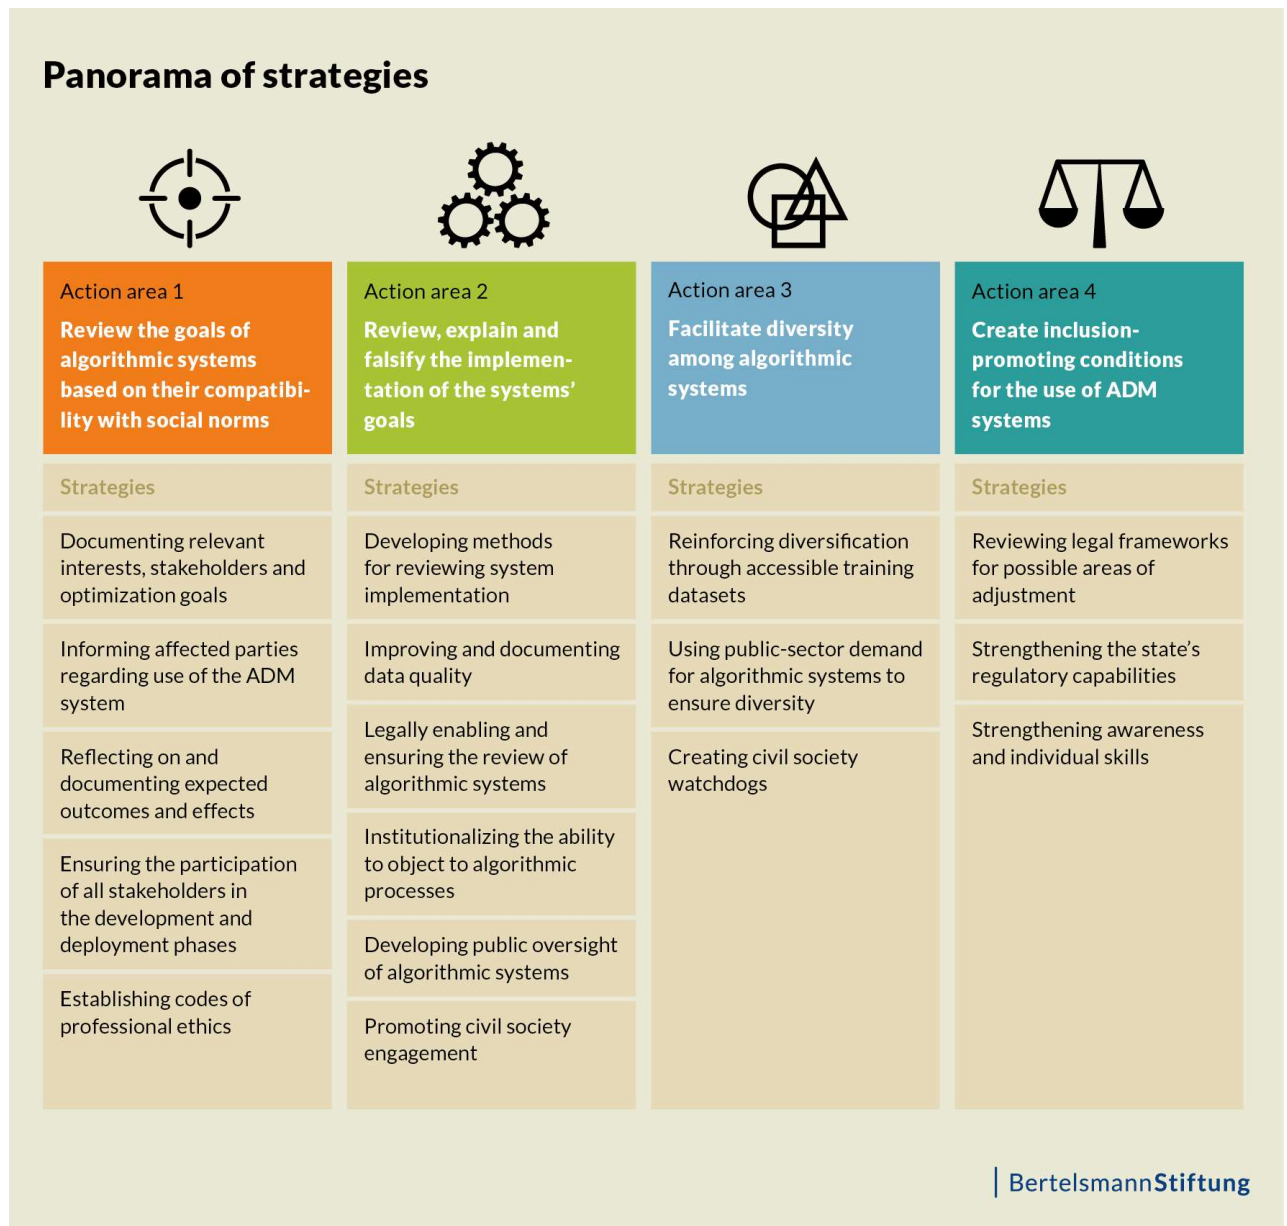 Panorama of strategies
Action area 1
Review the goals of
algorithmic systems
based on their compatibi-
lity with social norms
Strategies
Documenting relevant
interests, stakeholders and
optimization goals
Informing affected parties
regarding use of the ADM
system
Reflecting on and
documenting expected
outcomes and effects
Ensuring the participation
of all stakeholders in
the development and
deployment phases
Establishing codes of
professional ethics
Action area 2
Review, explain and
falsify the implemen-
tation of the systems’
goals
Strategies
Developing methods
for reviewing system
implementation
Improving and documenting
data quality
Legally enabling and
ensuring the review of
algorithmic systems
Institutionalizing the ability
to object to algorithmic
processes
Developing public oversight
of algorithmic systems
Promoting civil society
engagement
Action area 3
Facilitate diversity
among algorithmic
systems
Strategies
Reinforcing diversification
through accessible training
datasets
Using public-sector demand
for algorithmic systems to
ensure diversity
Creating civil society
watchdogs
Action area 4
Create inclusion-
promoting conditions
for the use of ADM
systems
Strategies
Reviewing legal frameworks
for possible areas of
adjustment
Strengthening the state’s
regulatory capabilities
Strengthening awareness
and individual skills
BertelsmannStiftung